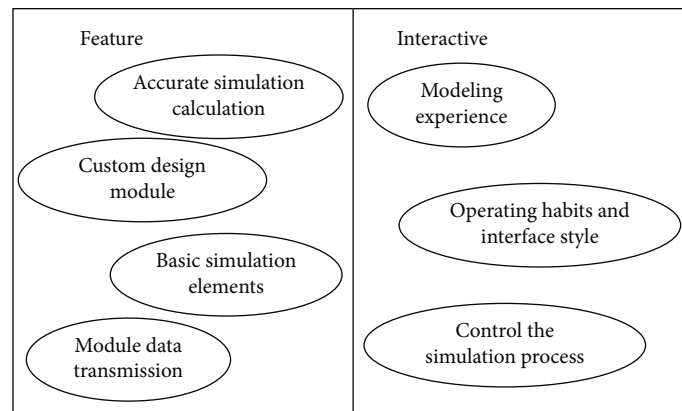 Feature
Accurate simulation
calculation
Custom design
module
Basic simulation
elements
Module data
transmission
Interactive
Modeling
experience
Operating habits and
interface style
Control the
simulation process